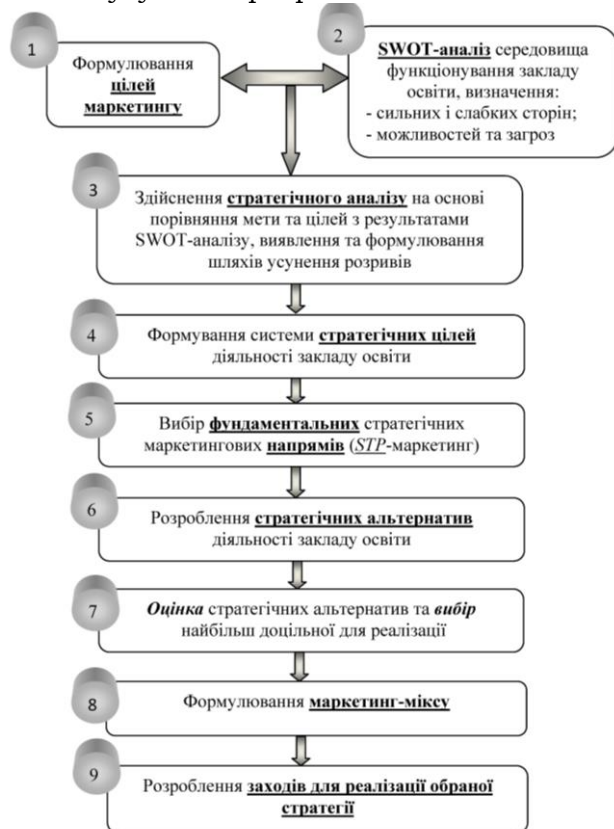 1
Формулювання
цілей
маркетингу
2
SWOT-аналіз середовища
функціонування закладу
освіти, визначення:
- сильних і слабких сторін;
- можливостей та загроз
3
Здійснення стратегічного аналізу на основі
порівняння мети та цілей з результатами
SWOT-аналізу, виявлення та формулювання
шляхів усунення розривів
4
Формування системи стратегічних цілей
діяльності закладу освіти
5
Вибір фундаментальних стратегічних
маркетингових напрямів (STP-маркетинг)
6
Розроблення стратегічних альтернатив
діяльності закладу освіти
7
Оцінка стратегічних альтернатив та вибір
найбільш доцільної для реалізації
8
Формулювання маркетинг-міксу
9
Розроблення заходів для реалізації обраної
стратегії